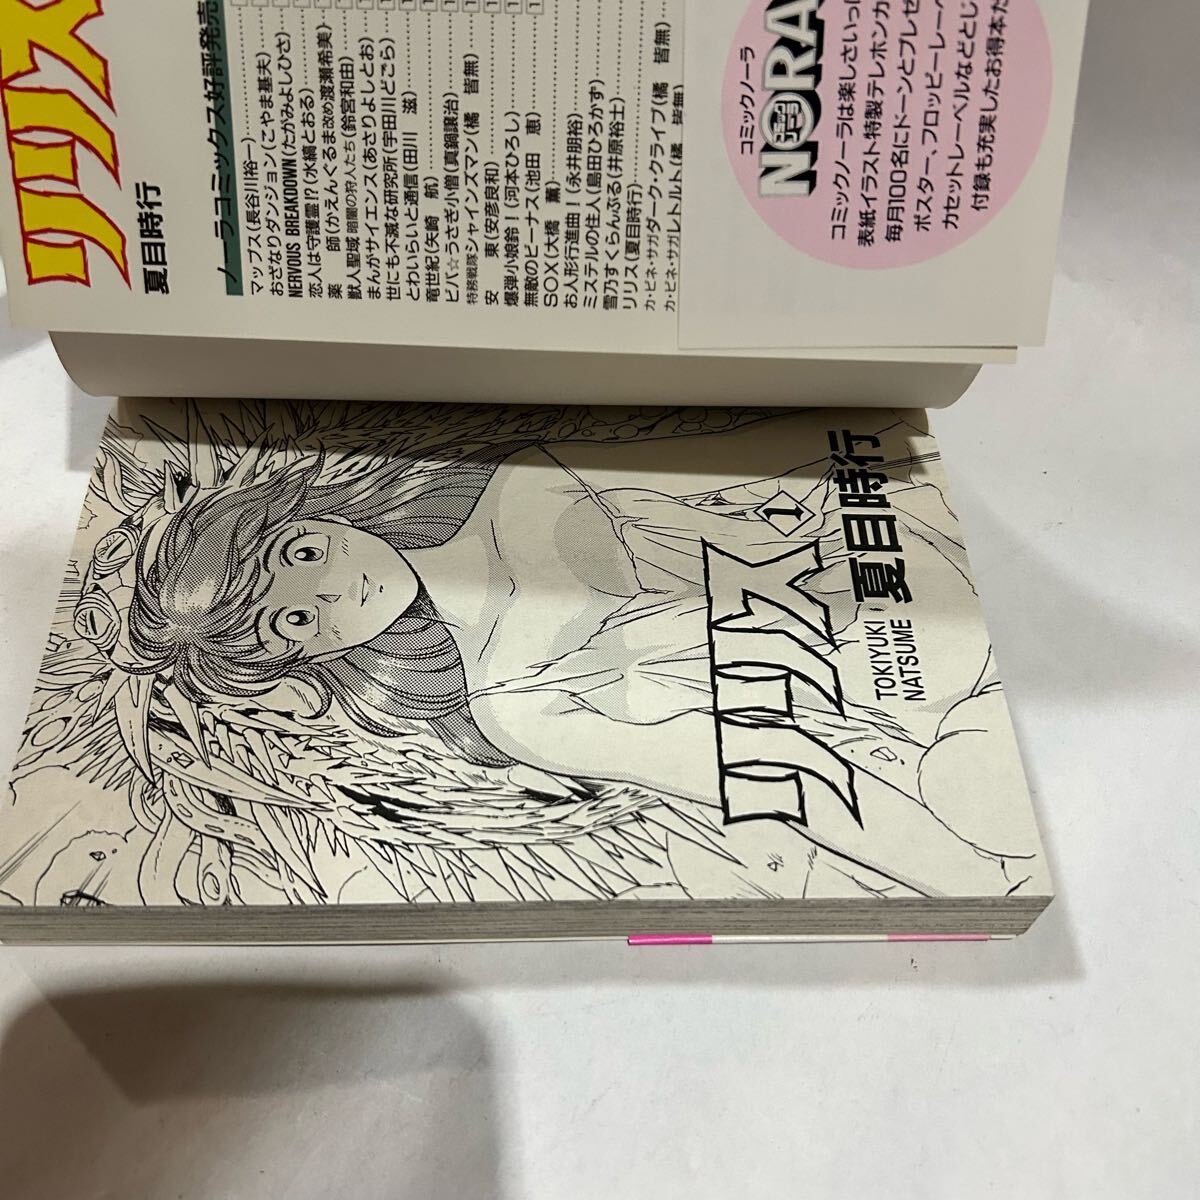 リリス
夏目時行
ノーラコミックス好評発売
マップス(長谷川裕一)
おざなりダンジョン(こやま基夫)
NERVOUS BREAKDOWN(たがみよしひさ)
恋人は守護霊!?(水縞とおる)
薬 師(かえんぐるま改め渡瀬希美)
獣人聖域 暗闇の狩人たち(鈴宮和由)
まんがサイエンス(あさりよしとお)
世にも不滅な研究所(宇田川どごら)
とわいらいと通信(田川 滋)
竜世紀(矢崎 航)
ビバ☆うさぎ小僧(真鍋譲治)
特務戦隊シャインズマン(橘 皆無)
安 東(安彦良和)
爆弾小娘鈴!(河本ひろし)
無敵のビーナス(池田 恵)
SOX(大橋 薫)
お人形行進曲!(永井朋裕)
ミステルの住人(島田ひろかず)
雪乃すくらんぶる(井原裕士)
リリス(夏目時行)
カ・ピネ・サガダーク・クライブ(橘 皆無)
カ・ピネ・サガレトルト(橘 皆無)
コミックノーラ
NORA
コミックノーラは楽しさいっぱ
表紙イラスト特製テレホンカ
毎月100名にドーンとプレゼ
ポスター、フロッピーレーベ
カセットレーベルなどとじ
付録も充実したお得本だ
リリス
1
夏目時行
TOKIYUKI
NATSUME